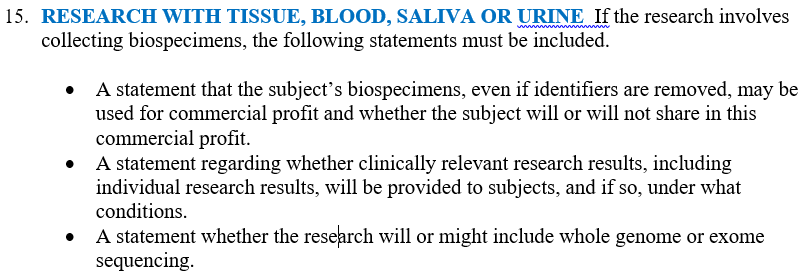 15. RESEARCH WITH TISSUE, BLOOD, SALIVA OR URINE If the research involves
collecting biospecimens, the following statements must be included.
• A statement that the subject’s biospecimens, even if identifiers are removed, may be
used for commercial profit and whether the subject will or will not share in this
commercial profit.
• A statement regarding whether clinically relevant research results, including
individual research results, will be provided to subjects, and if so, under what
conditions.
• A statement whether the research will or might include whole genome or exome
sequencing.